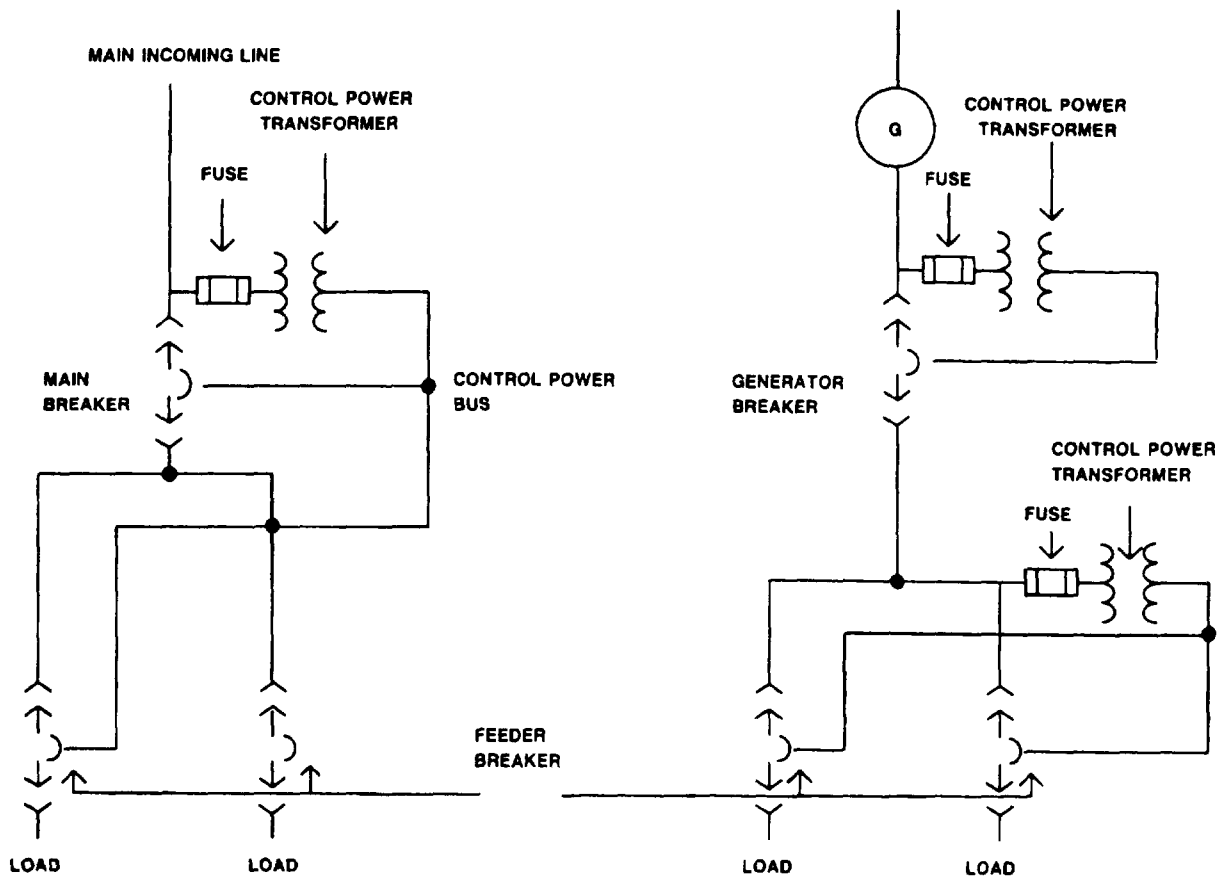 MAIN INCOMING LINE
CONTROL POWER
TRANSFORMER
FUSE
MAIN
BREAKER
CONTROL POWER
BUS
LOAD
LOAD
FEEDER
BREAKER
G
CONTROL POWER
TRANSFORMER
FUSE
GENERATOR
BREAKER
CONTROL POWER
TRANSFORMER
FUSE
LOAD
LOAD